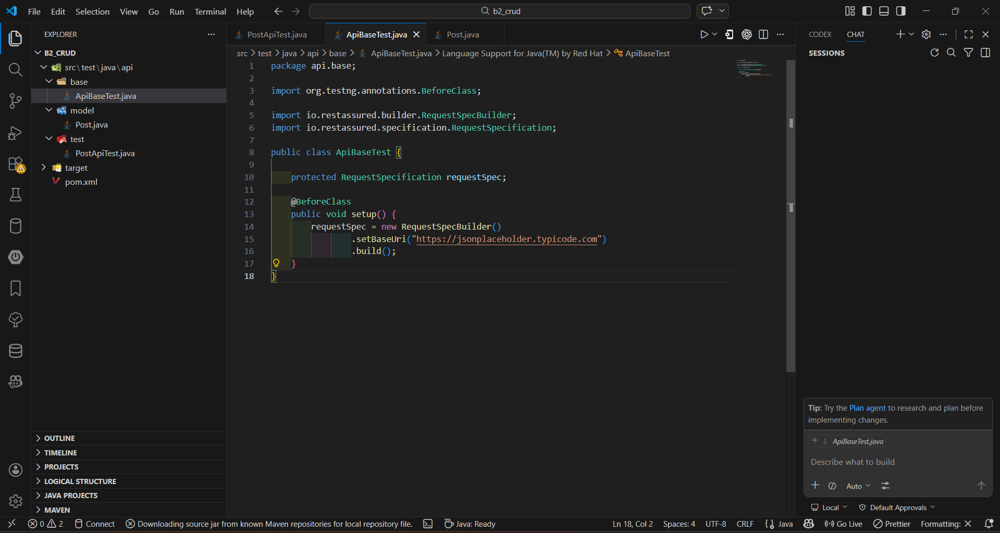 File Edit Selection View Go Run Terminal Help
b2_crud
EXPLORER
B2_CRUD
src\test\java\api
base
ApiBaseTest.java
model
Post.java
test
PostApiTest.java
target
pom.xml
OUTLINE
TIMELINE
PROJECTS
LOGICAL STRUCTURE
JAVA PROJECTS
MAVEN
PostApiTest.java ApiBaseTest.java Post.java
src > test > java > api > base > ApiBaseTest.java > Language Support for Java(TM) by Red Hat > ApiBaseTest
1 package api.base;
2
3 import org.testng.annotations.BeforeClass;
4
5 import io.restassured.builder.RequestSpecBuilder;
6 import io.restassured.specification.RequestSpecification;
7
8 public class ApiBaseTest {
9
10 protected RequestSpecification requestSpec;
11
12 @BeforeClass
13 public void setup() {
14 requestSpec = new RequestSpecBuilder()
15 .setBaseUri("https://jsonplaceholder.typicode.com")
16 .build();
17 }
18 }
CODEX CHAT
SESSIONS
Tip: Try the Plan agent to research and plan before
implementing changes.
ApiBaseTest.java
Describe what to build
Auto
Local Default Approvals
0 2 Connect Downloading source jar from known Maven repositories for local repository file. Java: Ready Ln 18, Col 2 Spaces: 4 UTF-8 CRLF {} Java Go Live Prettier Formatting: ✕